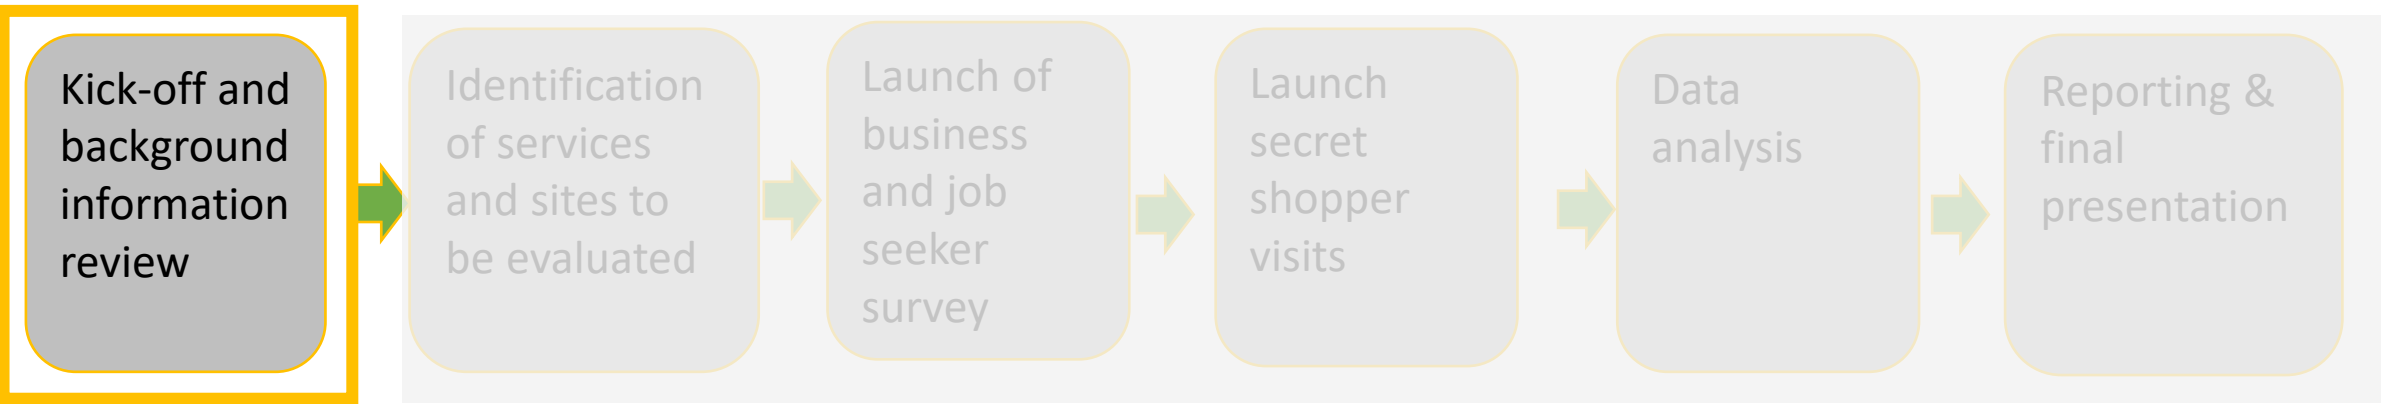 Kick-off and
background
information
review
Identification
of services
and sites to
be evaluated
Launch of
business
and job
seeker
survey
Launch
secret
shopper
visits
Data
analysis
Reporting &
final
presentation